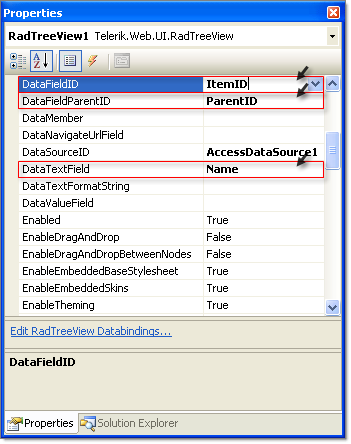 Properties
RadTreeView1 Telerik.Web.UI.RadTreeView
DataFieldID ItemID
DataFieldParentID ParentID
DataMember
DataNavigateUrlField
DataSourceID AccessDataSource1
DataTextField Name
DataTextFormatString
DataValueField
Enabled True
EnableDragAndDrop False
EnableDragAndDropBetweenNodes False
EnableEmbeddedBaseStylesheet True
EnableEmbeddedSkins True
EnableTheming True
Edit RadTreeView Databindings...
DataFieldID
Properties Solution Explorer